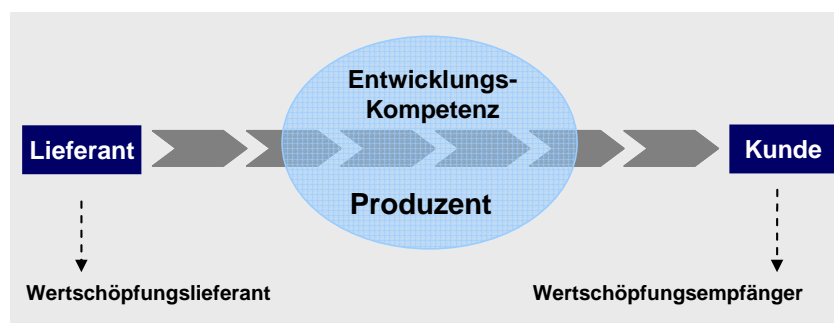 Entwicklungs-
Kompetenz
Lieferant
Kunde
Produzent
Wertschöpfungslieferant
Wertschöpfungsempfänger